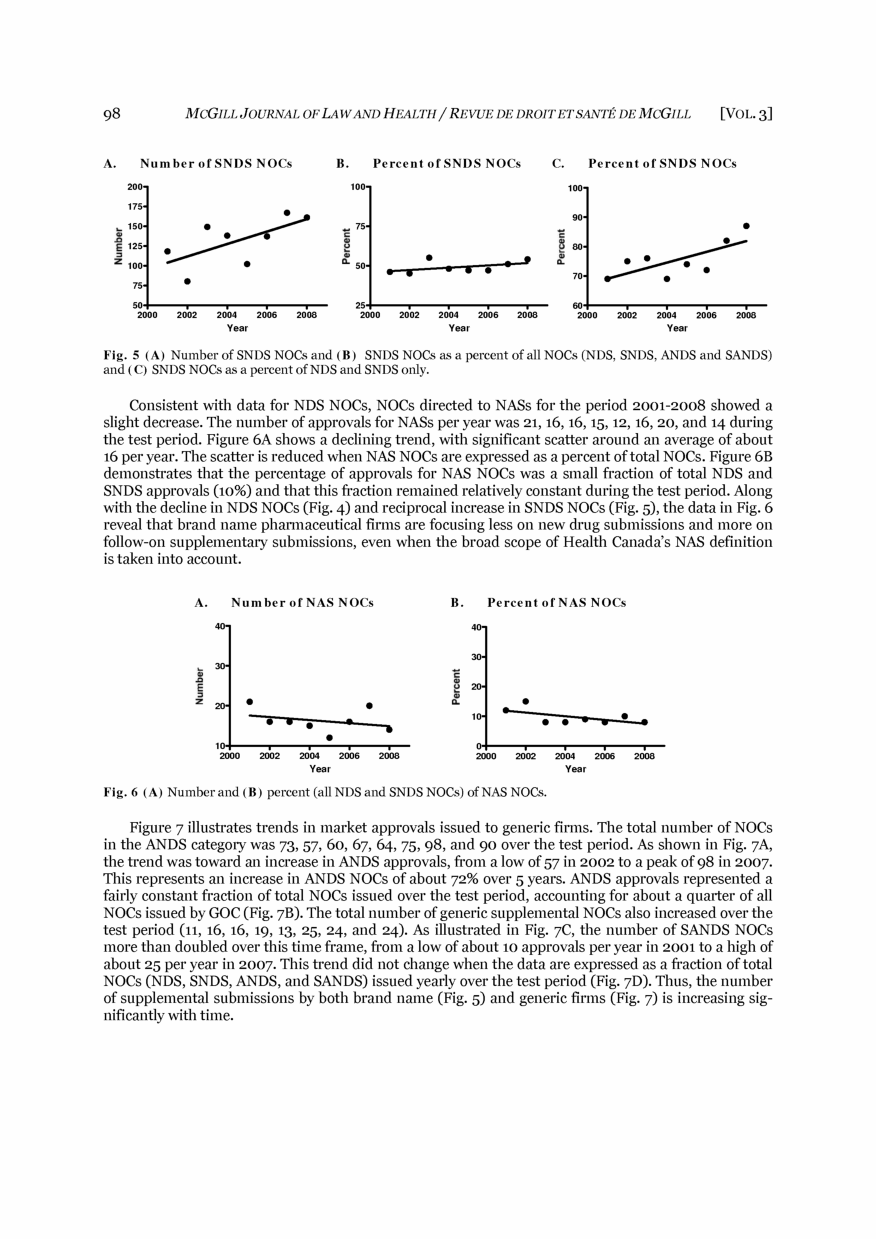 98 MCGILL JOURNAL OF LAW AND HEALTH / REVUE DE DROIT ET SANTÉ DE MCGILL [VOL. 3]
A. Number of SNDS NOCs B. Percent of SNDS NOCs C. Percent of SNDS NOCs
200
175
150
125
100
75
50
Number
2000 2002 2004 2006 2008
Year
100
75
50
25
Percent
2000 2002 2004 2006 2008
Year
100
90
80
70
60
Percent
2000 2002 2004 2006 2008
Year
Fig. 5 (A) Number of SNDS NOCs and (B) SNDS NOCs as a percent of all NOCs (NDS, SNDS, ANDS and SANDS)
and (C) SNDS NOCs as a percent of NDS and SNDS only.
Consistent with data for NDS NOCs, NOCs directed to NASs for the period 2001-2008 showed a
slight decrease. The number of approvals for NASs per year was 21, 16, 16, 15, 12, 16, 20, and 14 during
the test period. Figure 6A shows a declining trend, with significant scatter around an average of about
16 per year. The scatter is reduced when NAS NOCs are expressed as a percent of total NOCs. Figure 6B
demonstrates that the percentage of approvals for NAS NOCs was a small fraction of total NDS and
SNDS approvals (10%) and that this fraction remained relatively constant during the test period. Along
with the decline in NDS NOCs (Fig. 4) and reciprocal increase in SNDS NOCs (Fig. 5), the data in Fig. 6
reveal that brand name pharmaceutical firms are focusing less on new drug submissions and more on
follow-on supplementary submissions, even when the broad scope of Health Canada's NAS definition
is taken into account.
A. Number of NAS NOCs B. Percent of NAS NOCs
40
30
20
10
Number
2000 2002 2004 2006 2008
Year
40
30
20
10
0
Percent
2000 2002 2004 2006 2008
Year
Fig. 6 (A) Number and (B) percent (all NDS and SNDS NOCs) of NAS NOCs.
Figure 7 illustrates trends in market approvals issued to generic firms. The total number of NOCs
in the ANDS category was 73, 57, 60, 67, 64, 75, 98, and 90 over the test period. As shown in Fig. 7A,
the trend was toward an increase in ANDS approvals, from a low of 57 in 2002 to a peak of 98 in 2007.
This represents an increase in ANDS NOCs of about 72% over 5 years. ANDS approvals represented a
fairly constant fraction of total NOCs issued over the test period, accounting for about a quarter of all
NOCs issued by GOC (Fig. 7B). The total number of generic supplemental NOCs also increased over the
test period (11, 16, 16, 19, 13, 25, 24, and 24). As illustrated in Fig. 7C, the number of SANDS NOCs
more than doubled over this time frame, from a low of about 10 approvals per year in 2001 to a high of
about 25 per year in 2007. This trend did not change when the data are expressed as a fraction of total
NOCs (NDS, SNDS, ANDS, and SANDS) issued yearly over the test period (Fig. 7D). Thus, the number
of supplemental submissions by both brand name (Fig. 5) and generic firms (Fig. 7) is increasing sig-
nificantly with time.